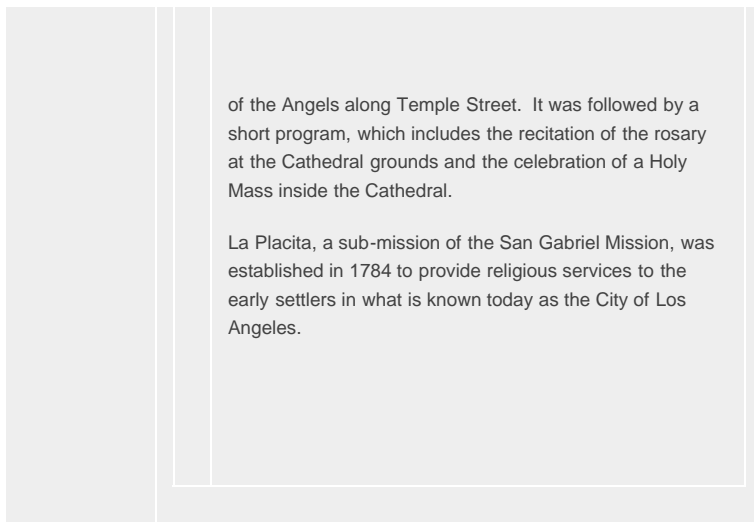 of the Angels along Temple Street.  It was followed by a
short program, which includes the recitation of the rosary
at the Cathedral grounds and the celebration of a Holy
Mass inside the Cathedral.
La Placita, a sub-mission of the San Gabriel Mission, was
established in 1784 to provide religious services to the
early settlers in what is known today as the City of Los
Angeles.